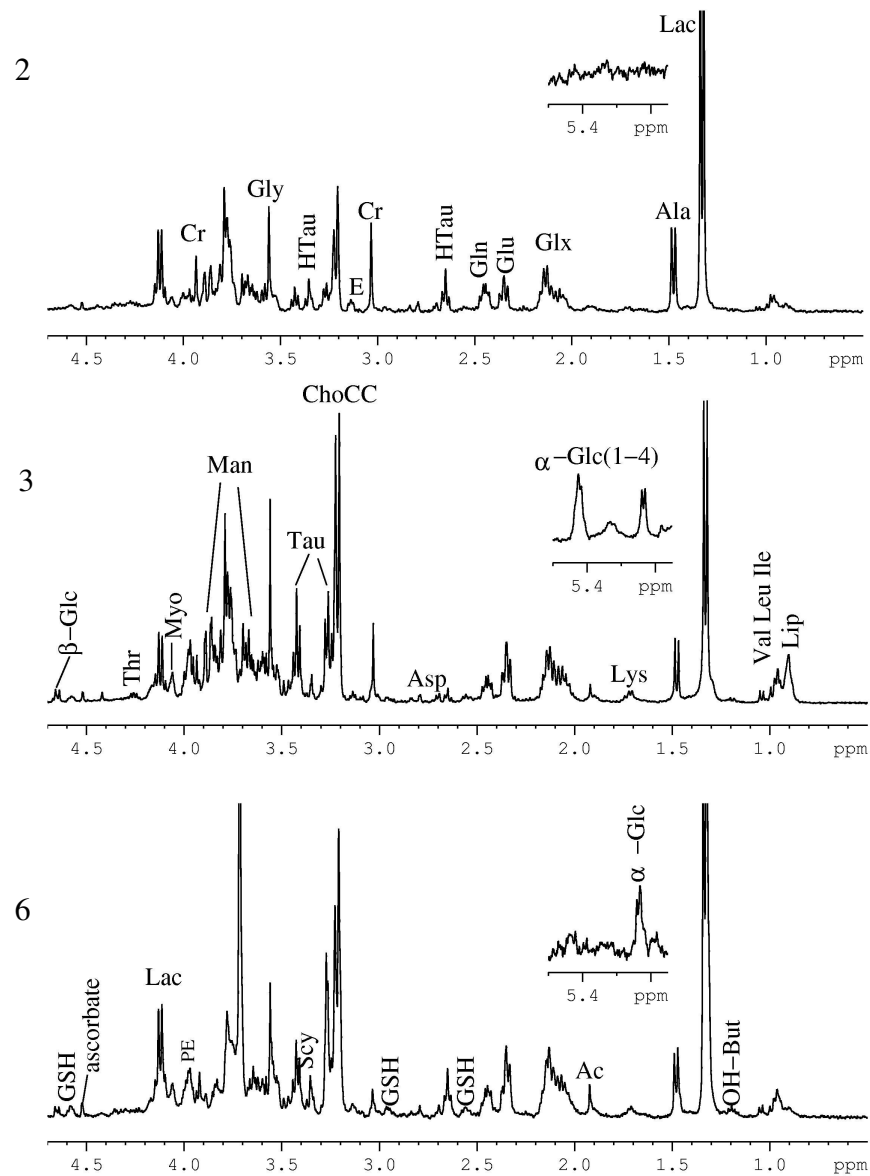 Lac
2
5.4 ppm
Gly
Cr HTau E Cr HTau Gln Glu Glx Ala
4.5 4.0 3.5 3.0 2.5 2.0 1.5 1.0 ppm
ChoCC
3
Man
α-Glc(1-4)
Tau
5.4 ppm
β-Glc Thr Myo Asp Lys Val Leu Ile Lip
4.5 4.0 3.5 3.0 2.5 2.0 1.5 1.0 ppm
α-Glc
6
5.4 ppm
Lac
GSH ascorbate PE Scy GSH GSH Ac OH-But
4.5 4.0 3.5 3.0 2.5 2.0 1.5 1.0 ppm